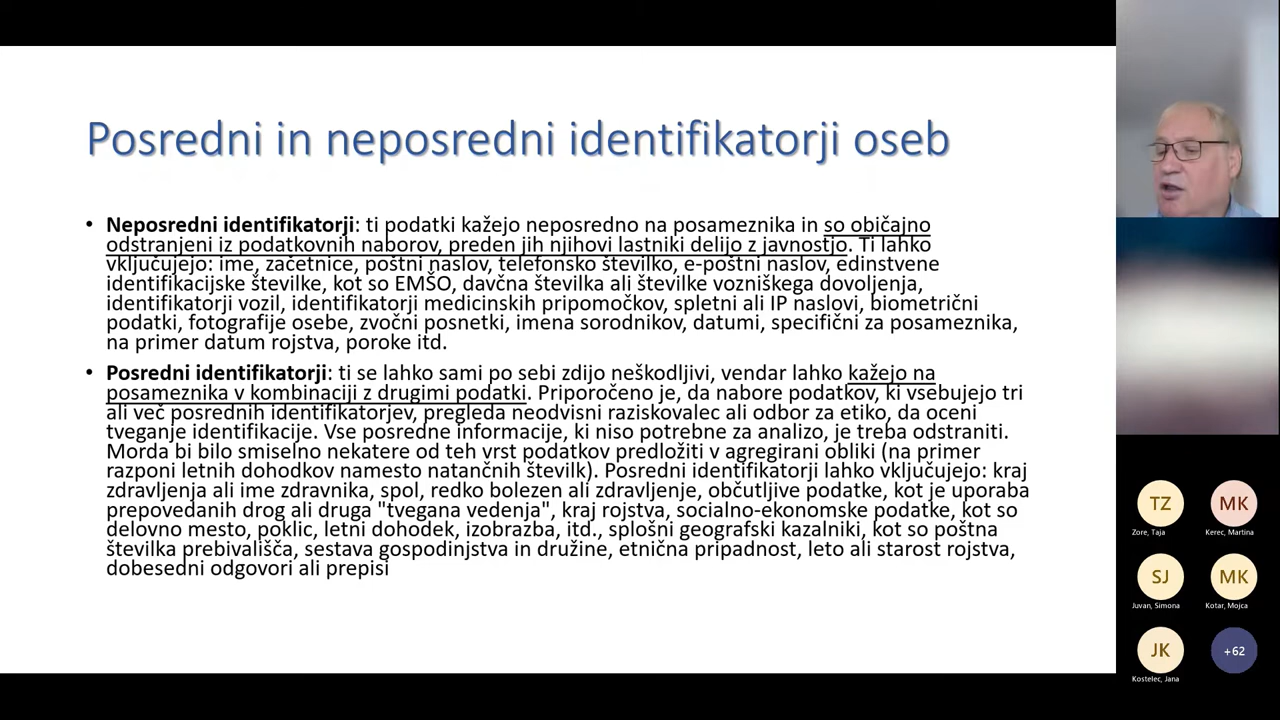 Posredni in neposredni identifikatorji oseb
• Neposredni identifikatorji: ti podatki kažejo neposredno na posameznika in so običajno
odstranjeni iz podatkovnih naborov, preden jih njihovi lastniki delijo z javnostjo. Ti lahko
vključujejo: ime, začetnice, poštni naslov, telefonsko številko, e-poštni naslov, edinstvene
identifikacijske številke, kot so EMŠO, davčna številka ali številke vozniškega dovoljenja,
identifikatorji vozil, identifikatorji medicinskih pripomočkov, spletni ali IP naslovi, biometrični
podatki, fotografije osebe, zvočni posnetki, imena sorodnikov, datumi, specifični za posameznika,
na primer datum rojstva, poroke itd.
• Posredni identifikatorji: ti se lahko sami po sebi zdijo neškodljivi, vendar lahko kažejo na
posameznika v kombinaciji z drugimi podatki. Priporočeno je, da nabore podatkov, ki vsebujejo tri
ali več posrednih identifikatorjev, pregleda neodvisni raziskovalec ali odbor za etiko, da oceni
tveganje identifikacije. Vse posredne informacije, ki niso potrebne za analizo, je treba odstraniti.
Morda bi bilo smiselno nekatere od teh vrst podatkov predložiti v agregirani obliki (na primer
razponi letnih dohodkov namesto natančnih številk). Posredni identifikatorji lahko vključujejo: kraj
zdravljenja ali ime zdravnika, spol, redko bolezen ali zdravljenje, občutljive podatke, kot je uporaba
prepovedanih drog ali druga "tvegana vedenja", kraj rojstva, socialno-ekonomske podatke, kot so
delovno mesto, poklic, letni dohodek, izobrazba, itd., splošni geografski kazalniki, kot so poštna
številka prebivališča, sestava gospodinjstva in družine, etnična pripadnost, leto ali starost rojstva,
dobesedni odgovori ali prepisi
TZ
Zore, Taja
MK
Kerec, Martina
SJ
Juvan, Simona
MK
Kotar, Mojca
JK
Kostelec, Jana
+62